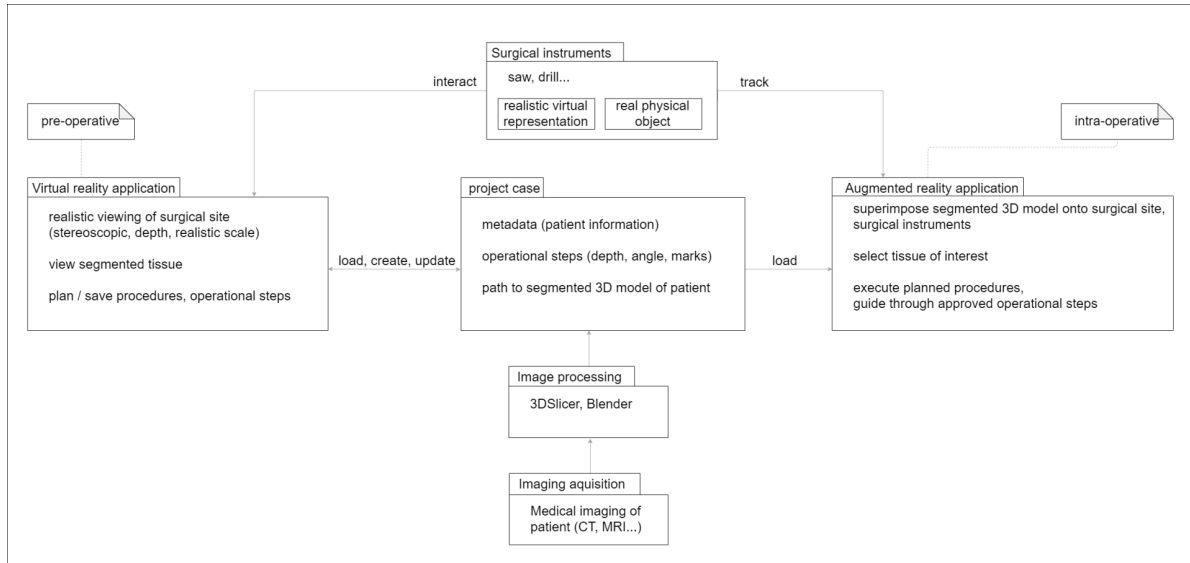 Surgical instruments
saw, drill...
interact
track
realistic virtual
representation
real physical
object
pre-operative
intra-operative
Virtual reality application
realistic viewing of surgical site
(stereoscopic, depth, realistic scale)
view segmented tissue
plan / save procedures, operational steps
load, create, update
project case
metadata (patient information)
operational steps (depth, angle, marks)
path to segmented 3D model of patient
load
Augmented reality application
superimpose segmented 3D model onto surgical site,
surgical instruments
select tissue of interest
execute planned procedures,
guide through approved operational steps
Image processing
3DSlicer, Blender
Imaging aquisition
Medical imaging of
patient (CT, MRI...)